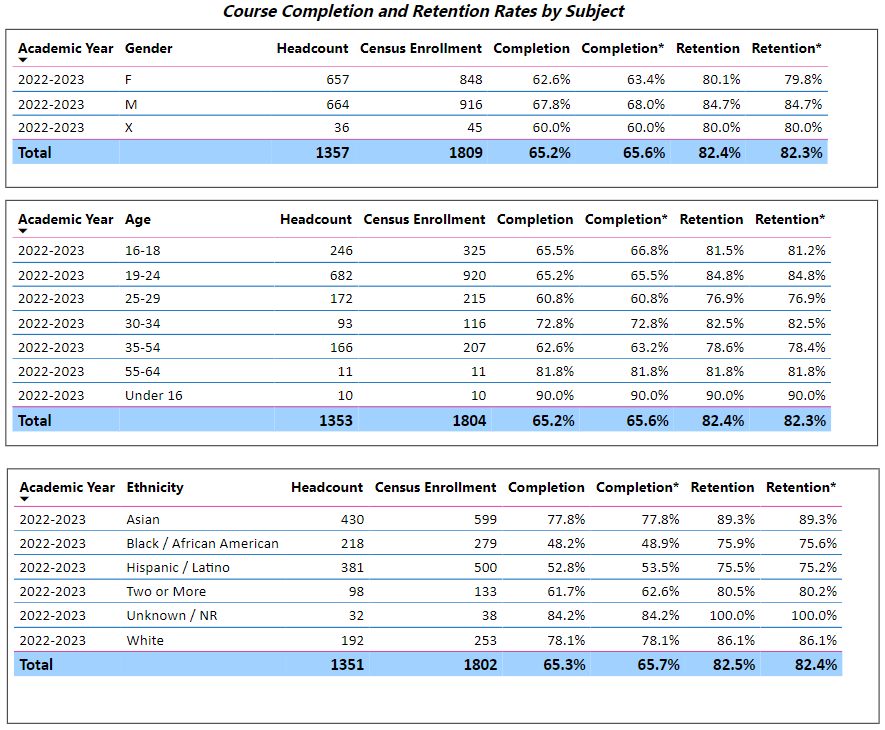 Course Completion and Retention Rates by Subject
Academic Year Gender Headcount Census Enrollment Completion Completion* Retention Retention*
2022-2023 F 657 848 62.6% 63.4% 80.1% 79.8%
2022-2023 M 664 916 67.8% 68.0% 84.7% 84.7%
2022-2023 X 36 45 60.0% 60.0% 80.0% 80.0%
Total 1357 1809 65.2% 65.6% 82.4% 82.3%
Academic Year Age Headcount Census Enrollment Completion Completion* Retention Retention*
2022-2023 16-18 246 325 65.5% 66.8% 81.5% 81.2%
2022-2023 19-24 682 920 65.2% 65.5% 84.8% 84.8%
2022-2023 25-29 172 215 60.8% 60.8% 76.9% 76.9%
2022-2023 30-34 93 116 72.8% 72.8% 82.5% 82.5%
2022-2023 35-54 166 207 62.6% 63.2% 78.6% 78.4%
2022-2023 55-64 11 11 81.8% 81.8% 81.8% 81.8%
2022-2023 Under 16 10 10 90.0% 90.0% 90.0% 90.0%
Total 1353 1804 65.2% 65.6% 82.4% 82.3%
Academic Year Ethnicity Headcount Census Enrollment Completion Completion* Retention Retention*
2022-2023 Asian 430 599 77.8% 77.8% 89.3% 89.3%
2022-2023 Black / African American 218 279 48.2% 48.9% 75.9% 75.6%
2022-2023 Hispanic / Latino 381 500 52.8% 53.5% 75.5% 75.2%
2022-2023 Two or More 98 133 61.7% 62.6% 80.5% 80.2%
2022-2023 Unknown / NR 32 38 84.2% 84.2% 100.0% 100.0%
2022-2023 White 192 253 78.1% 78.1% 86.1% 86.1%
Total 1351 1802 65.3% 65.7% 82.5% 82.4%